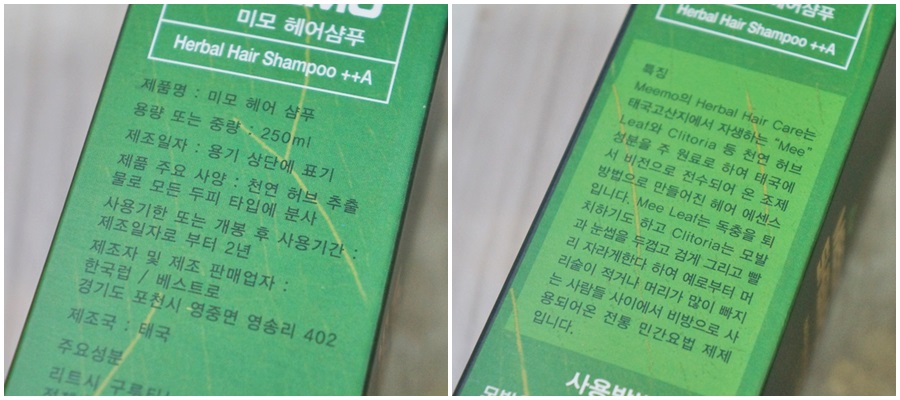 미모 헤어샴푸
Herbal Hair Shampoo ++A
제품명 : 미모 헤어 샴푸
용량 또는 중량 : 250ml
제조일자 : 용기 상단에 표기
제품 주요 사양 : 천연 허브 추출
물로 모든 두피 타입에 분사
사용기한 또는 개봉 후 사용기간 :
제조일자로 부터 2년
제조자 및 제조 판매업자 :
한국럽 / 베스트로
경기도 포천시 영중면 영송리 402
제조국 : 태국
주요성분
헤어샴푸
Herbal Hair Shampoo ++A
특징
Meemo의 Herbal Hair Care는
태국고산지에서 자생하는 "Mee"
Leaf와 Clitoria 등 천연 허브
성분을 주 원료로 하여 태국에
서 비전으로 전수되어 온 조제
방법으로 만들어진 헤어 에센스
입니다. Mee Leaf는 독충을 퇴
치하기도 하고 Clitoria는 모발
과 눈썹을 두껍고 검게 그리고 빨
리 자라게한다 하여 예로부터 머
리숱이 적거나 머리가 많이 빠지
는 사람들 사이에서 비방으로 사
용되어온 전통 민간요법 제제
입니다.